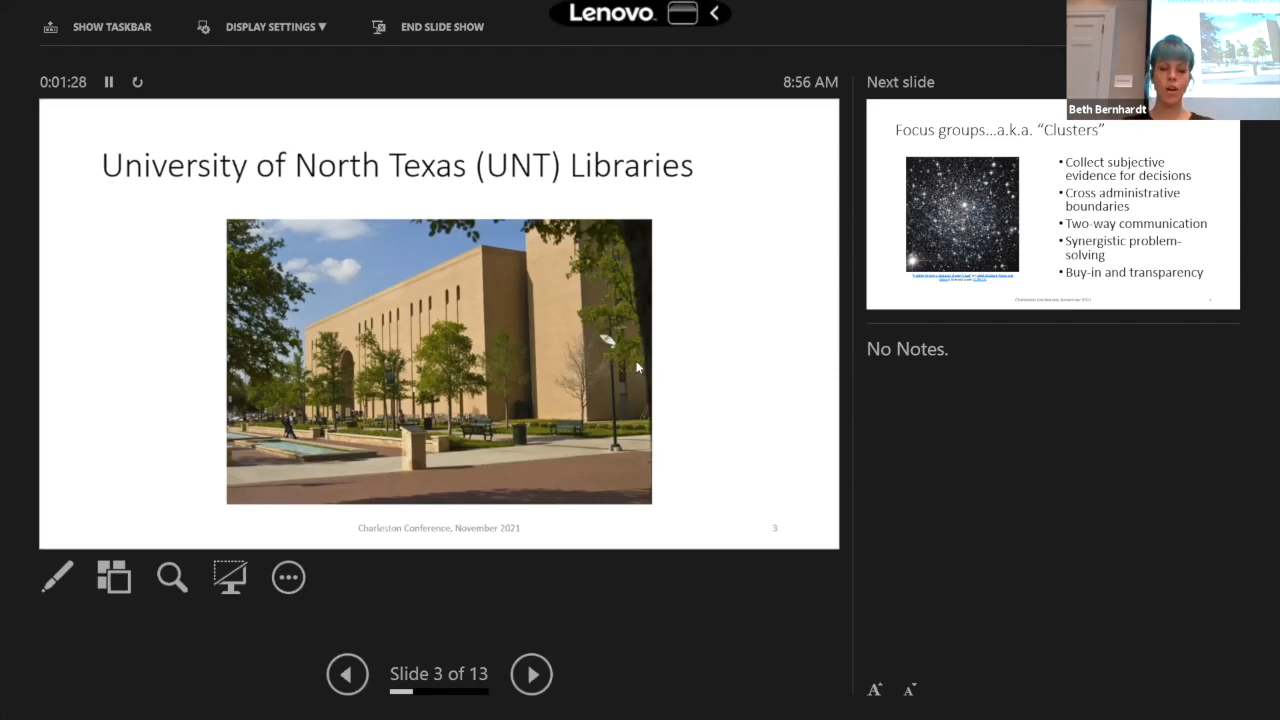 Lenovo
SHOW TASKBAR
DISPLAY SETTINGS ▼
END SLIDE SHOW
0:01:28
8:56 AM
Next slide
Beth Bernhardt
University of North Texas (UNT) Libraries
Charleston Conference, November 2021
3
Focus groups...a.k.a. “Clusters”
• Collect subjective
evidence for decisions
• Cross administrative
boundaries
• Two-way communication
• Synergistic problem-
solving
• Buy-in and transparency
Charleston Conference, November 2021
No Notes.
Slide 3 of 13
A A